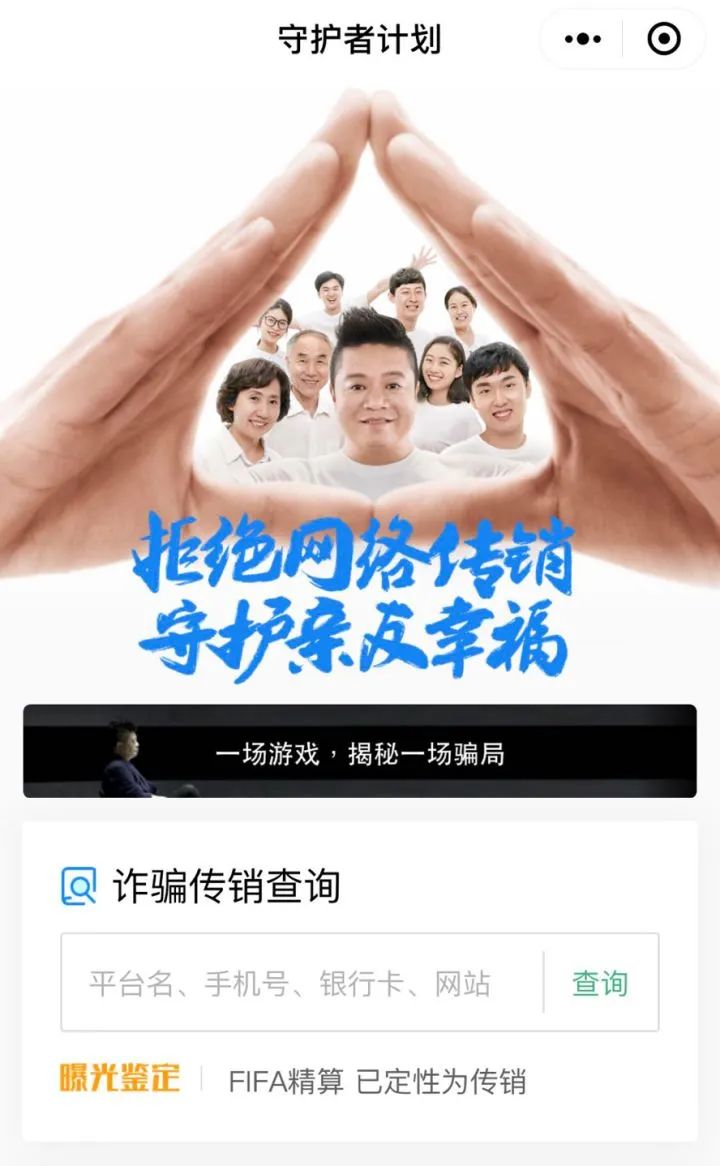 守护者计划
拒绝网络传销
守护亲友幸福
一场游戏，揭秘一场骗局
诈骗传销查询
平台名、手机号、银行卡、网站
查询
曝光鉴定
FIFA精算 已定性为传销